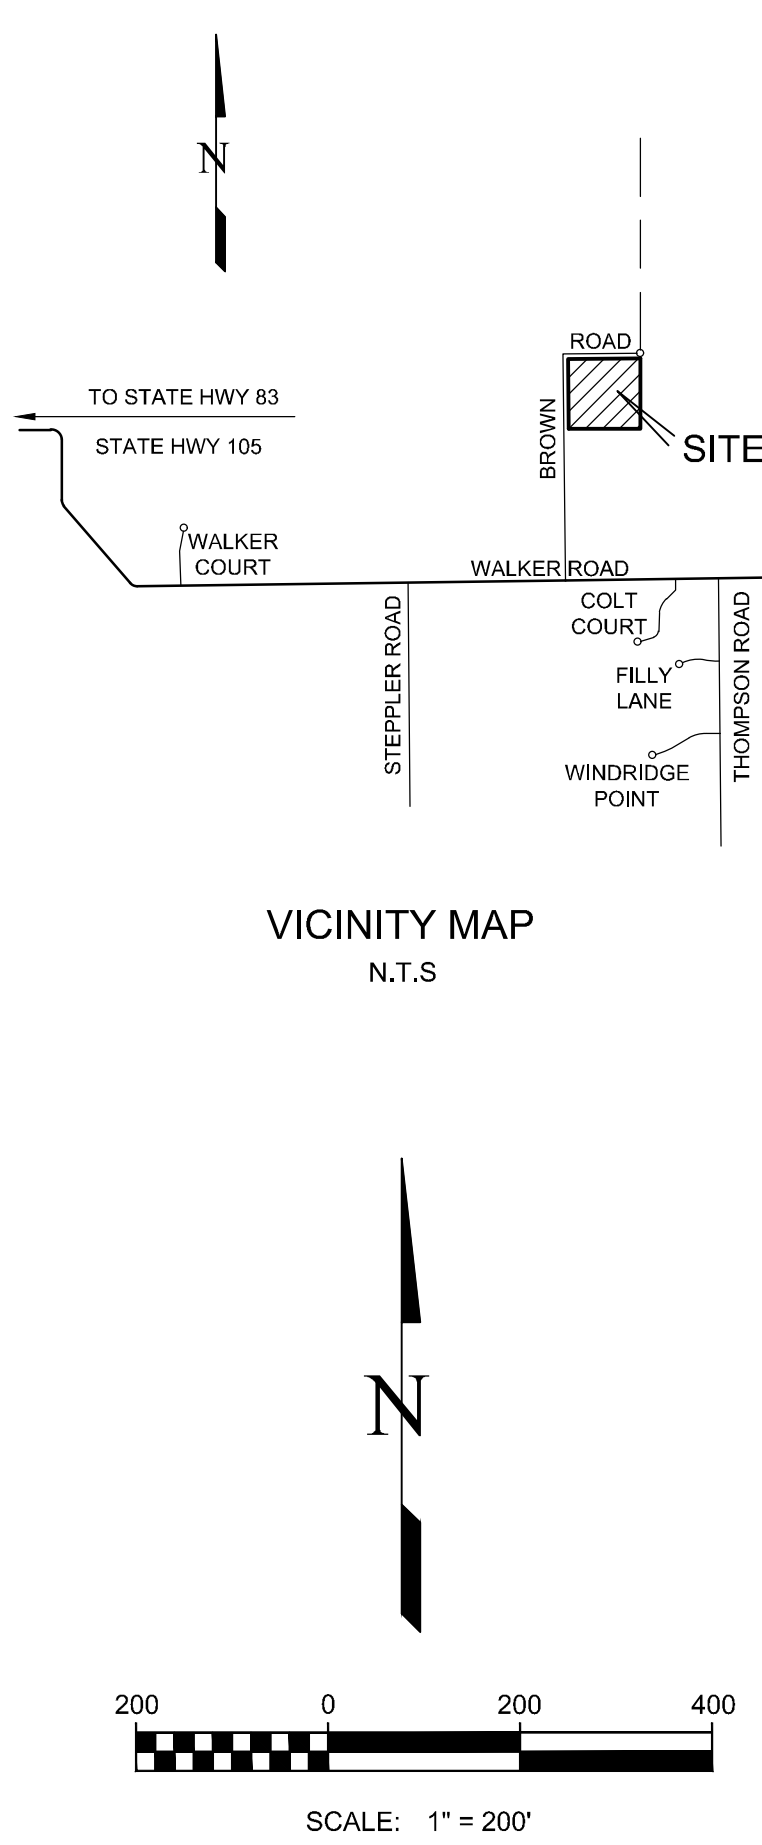 N
ROAD
TO STATE HWY 83
BROWN
STATE HWY 105
SITE
WALKER
COURT
WALKER ROAD
STEPPLER ROAD
COLT
COURT
THOMPSON ROAD
FILLY
LANE
WINDRIDGE
POINT
VICINITY MAP
N.T.S
N
200 0 200 400
SCALE: 1" = 200'